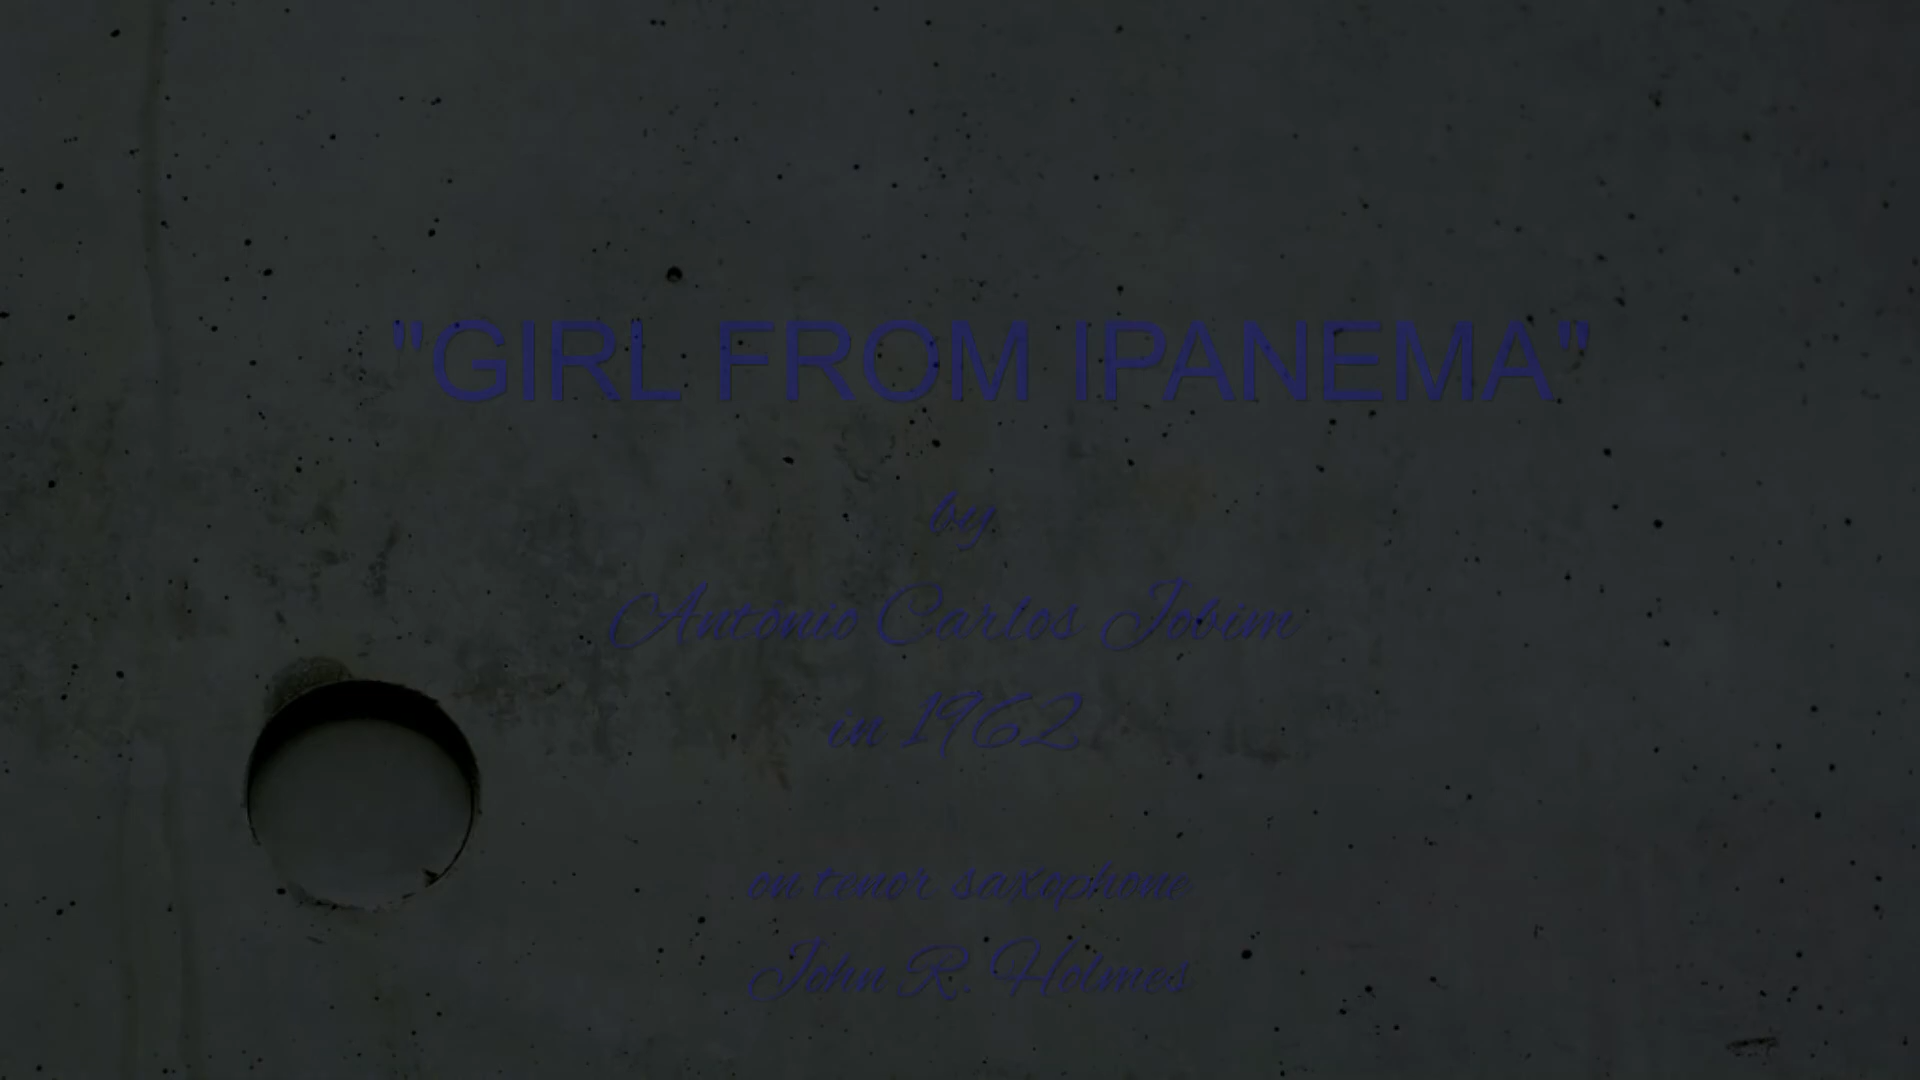 "GIRL FROM IPANEMA"
by
Antonio Carlos Jobim
in 1962
on tenor saxophone
John R. Holmes